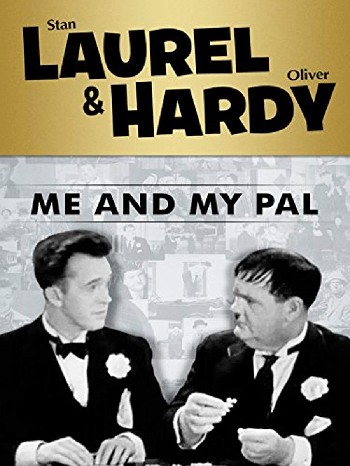 Stan
LAUREL
Oliver
& HARDY
ME AND MY PAL